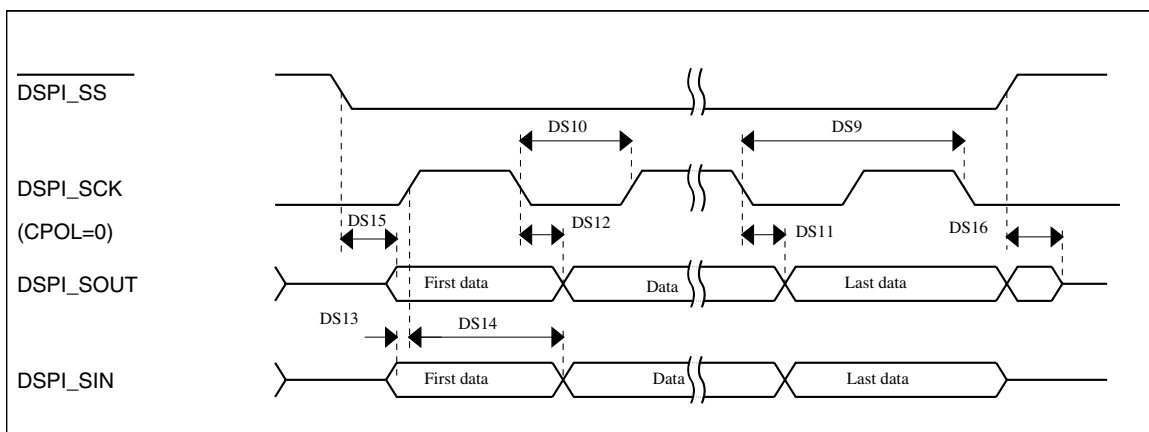 DSPI_SS
DS10
DS9
DSPI_SCK
DS15
DS12
DS11
DS16
(CPOL=0)
DSPI_SOUT
First data
Data
Last data
DS13
DS14
DSPI_SIN
First data
Data
Last data